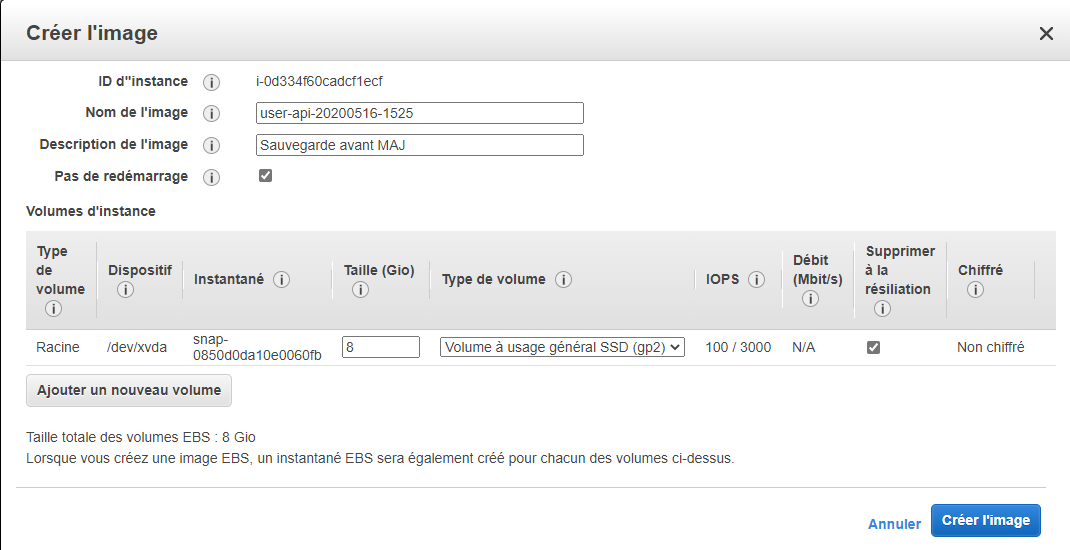 Créer l'image
ID d"instance i-0d334f60cadcf1ecf
Nom de l'image user-api-20200516-1525
Description de l'image Sauvegarde avant MAJ
Pas de redémarrage
Volumes d'instance
Type de volume Dispositif Instantané Taille (Gio) Type de volume IOPS Débit (Mbit/s) Supprimer à la résiliation Chiffré
Racine /dev/xvda snap-0850d0da10e0060fb 8 Volume à usage général SSD (gp2) 100 / 3000 N/A Non chiffré
Ajouter un nouveau volume
Taille totale des volumes EBS : 8 Gio
Lorsque vous créez une image EBS, un instantané EBS sera également créé pour chacun des volumes ci-dessus.
Annuler Créer l'image